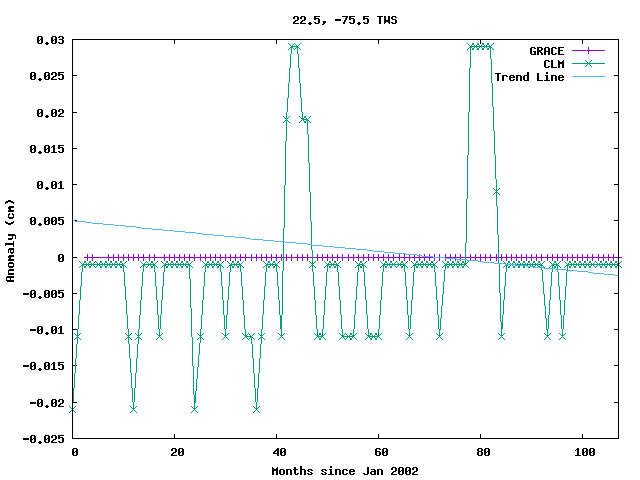 22.5, -75.5 TWS
GRACE
CLM
Trend Line
0.03
0.025
0.02
0.015
0.01
0.005
0
-0.005
-0.01
-0.015
-0.02
-0.025
Anomaly (cm)
0 20 40 60 80 100
Months since Jan 2002